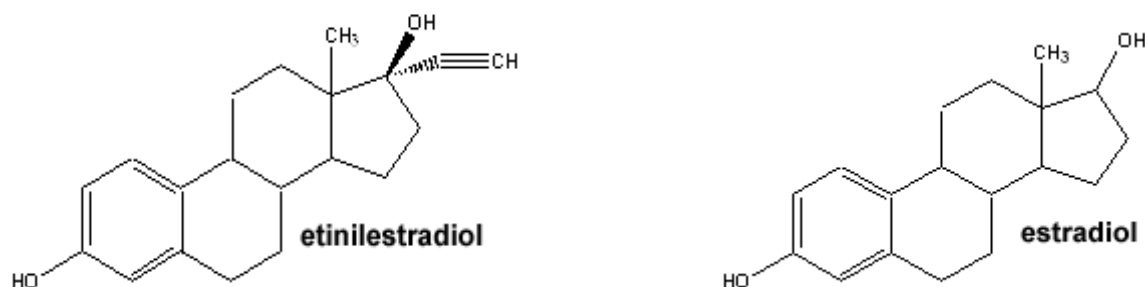 OH
CH3
CH
HO
etinilestradiol
OH
CH3
HO
estradiol